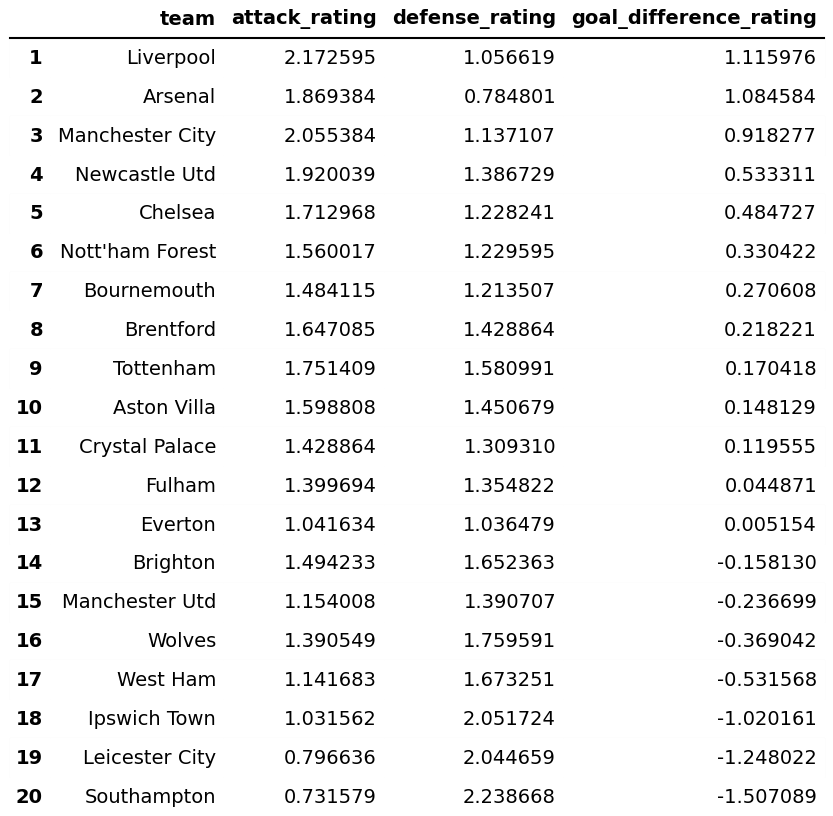 team attack_rating defense_rating goal_difference_rating
1 Liverpool 2.172595 1.056619 1.115976
2 Arsenal 1.869384 0.784801 1.084584
3 Manchester City 2.055384 1.137107 0.918277
4 Newcastle Utd 1.920039 1.386729 0.533311
5 Chelsea 1.712968 1.228241 0.484727
6 Nott'ham Forest 1.560017 1.229595 0.330422
7 Bournemouth 1.484115 1.213507 0.270608
8 Brentford 1.647085 1.428864 0.218221
9 Tottenham 1.751409 1.580991 0.170418
10 Aston Villa 1.598808 1.450679 0.148129
11 Crystal Palace 1.428864 1.309310 0.119555
12 Fulham 1.399694 1.354822 0.044871
13 Everton 1.041634 1.036479 0.005154
14 Brighton 1.494233 1.652363 -0.158130
15 Manchester Utd 1.154008 1.390707 -0.236699
16 Wolves 1.390549 1.759591 -0.369042
17 West Ham 1.141683 1.673251 -0.531568
18 Ipswich Town 1.031562 2.051724 -1.020161
19 Leicester City 0.796636 2.044659 -1.248022
20 Southampton 0.731579 2.238668 -1.507089